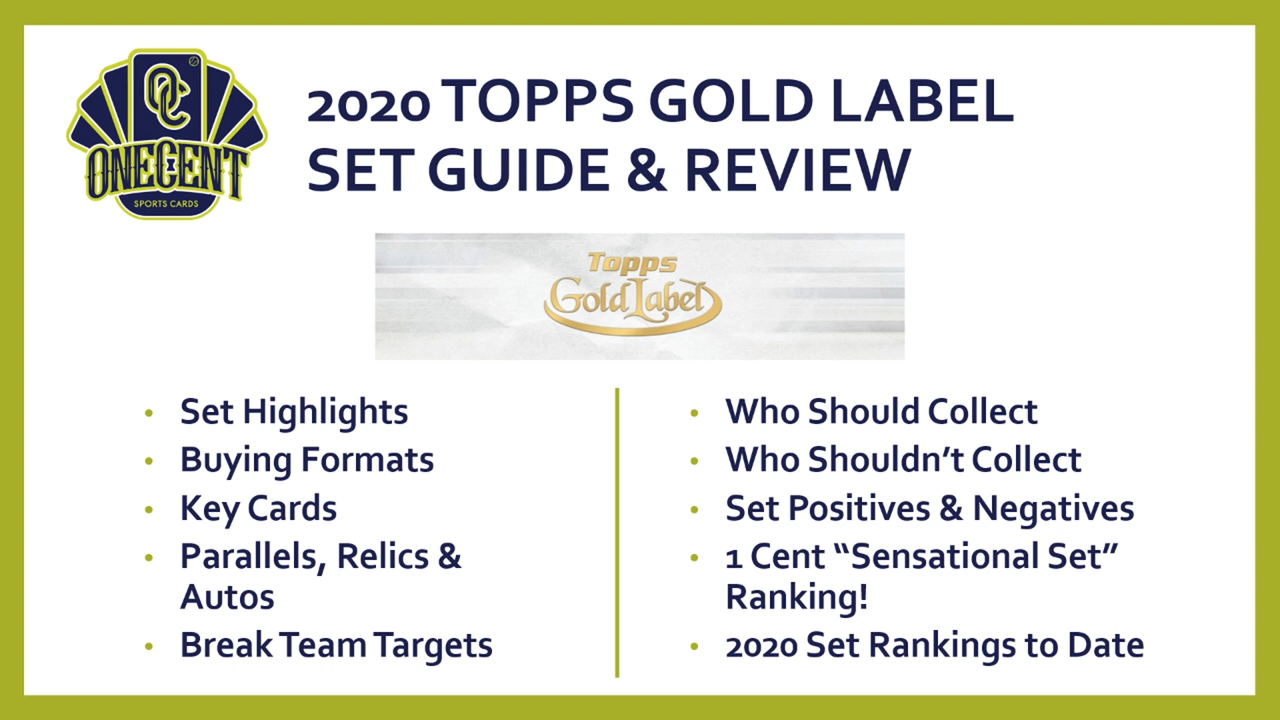 OC
ONECENT
SPORTS CARDS
2020 TOPPS GOLD LABEL
SET GUIDE & REVIEW
Topps
Gold Label
• Set Highlights
• Buying Formats
• Key Cards
• Parallels, Relics &
Autos
• Break Team Targets
• Who Should Collect
• Who Shouldn’t Collect
• Set Positives & Negatives
• 1 Cent “Sensational Set”
Ranking!
• 2020 Set Rankings to Date